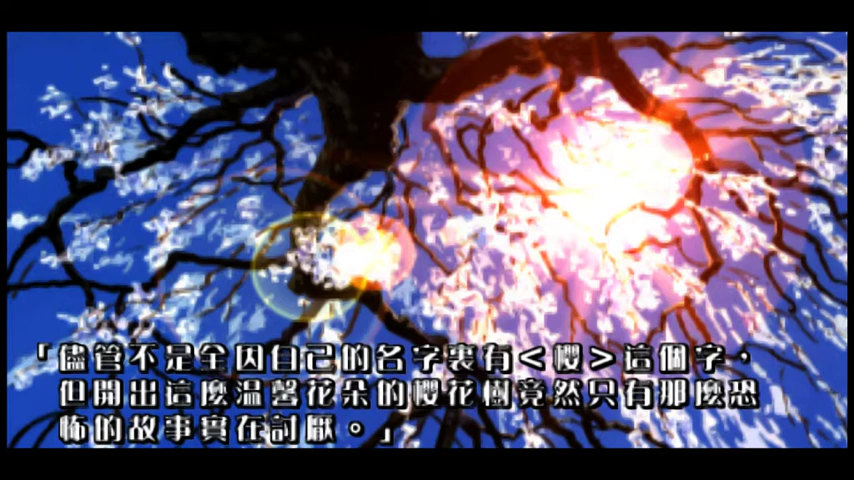 「儘管不是全因自己的名字裏有<櫻>這個字，
但開出這麼温馨花朵的櫻花樹竟然只有那麼恐
怖的故事實在討厭。」